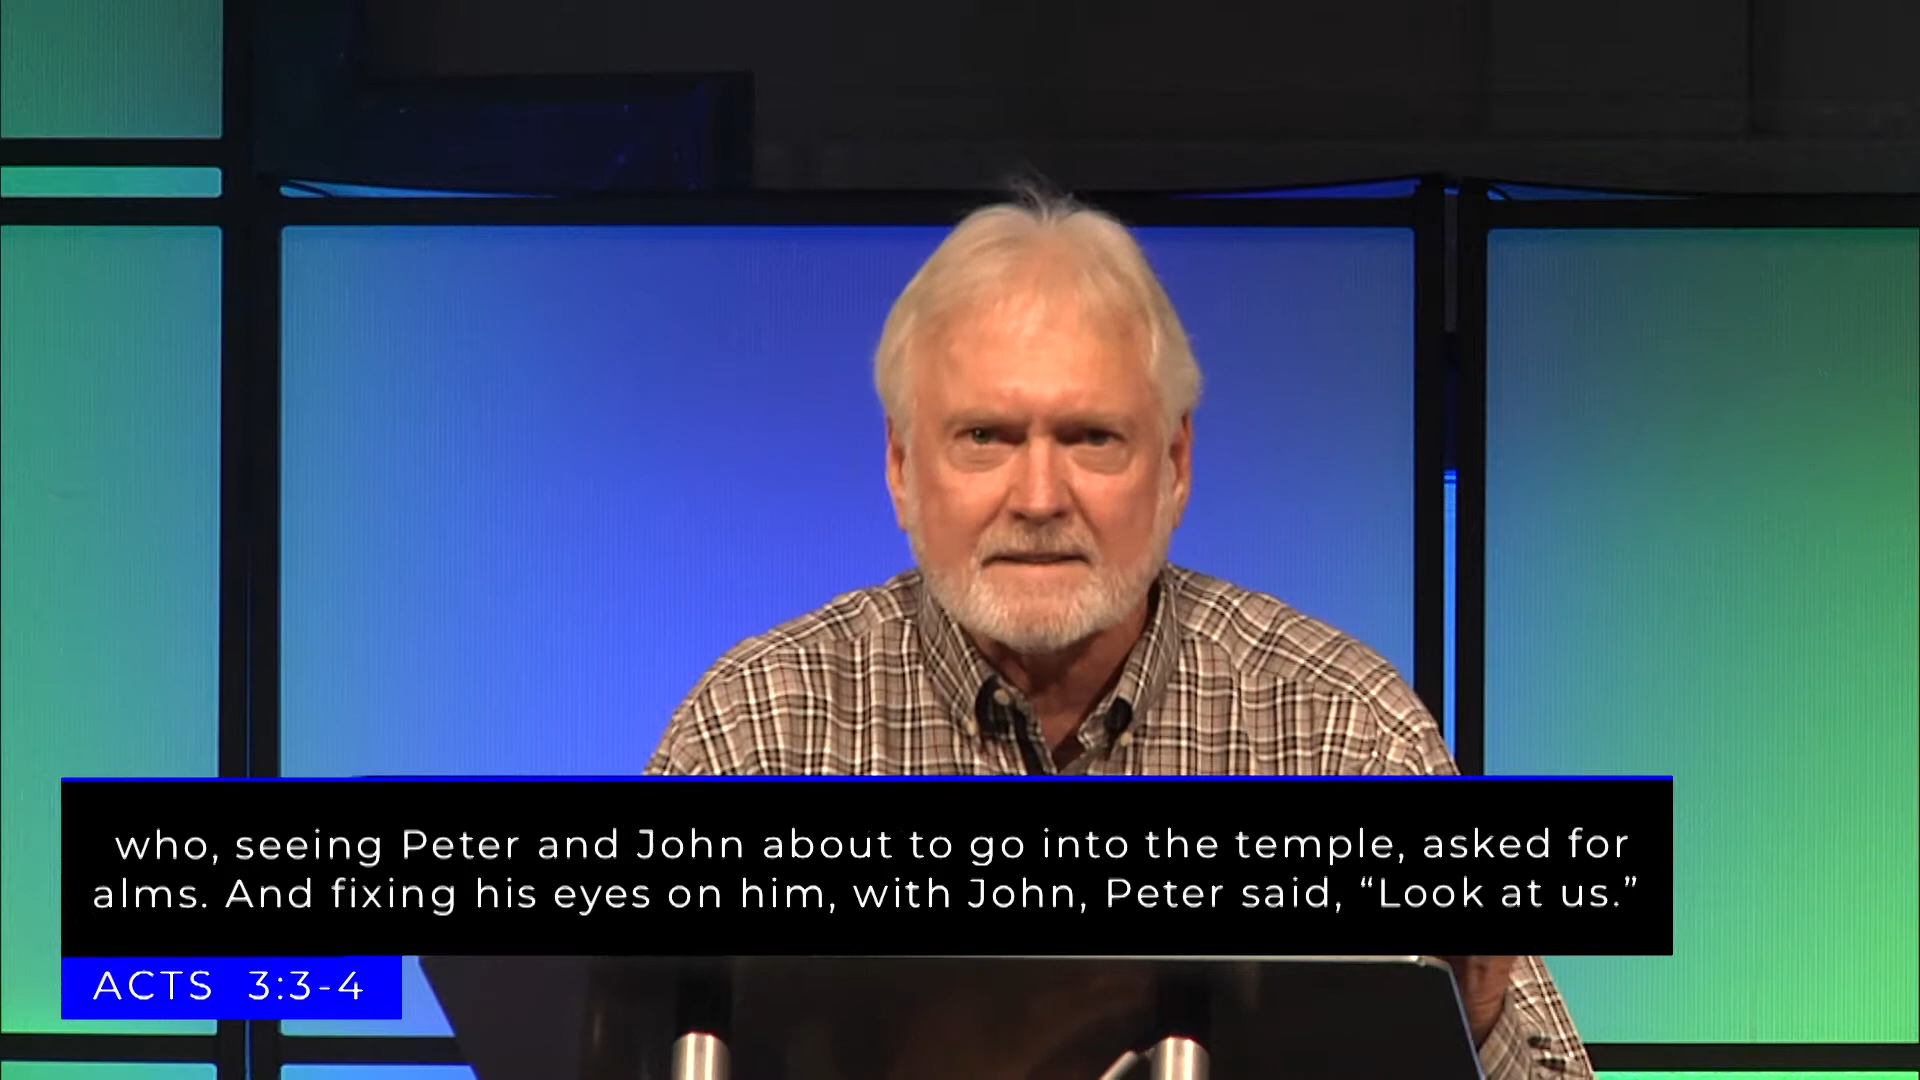 who, seeing Peter and John about to go into the temple, asked for
alms. And fixing his eyes on him, with John, Peter said, “Look at us.”
ACTS 3:3-4